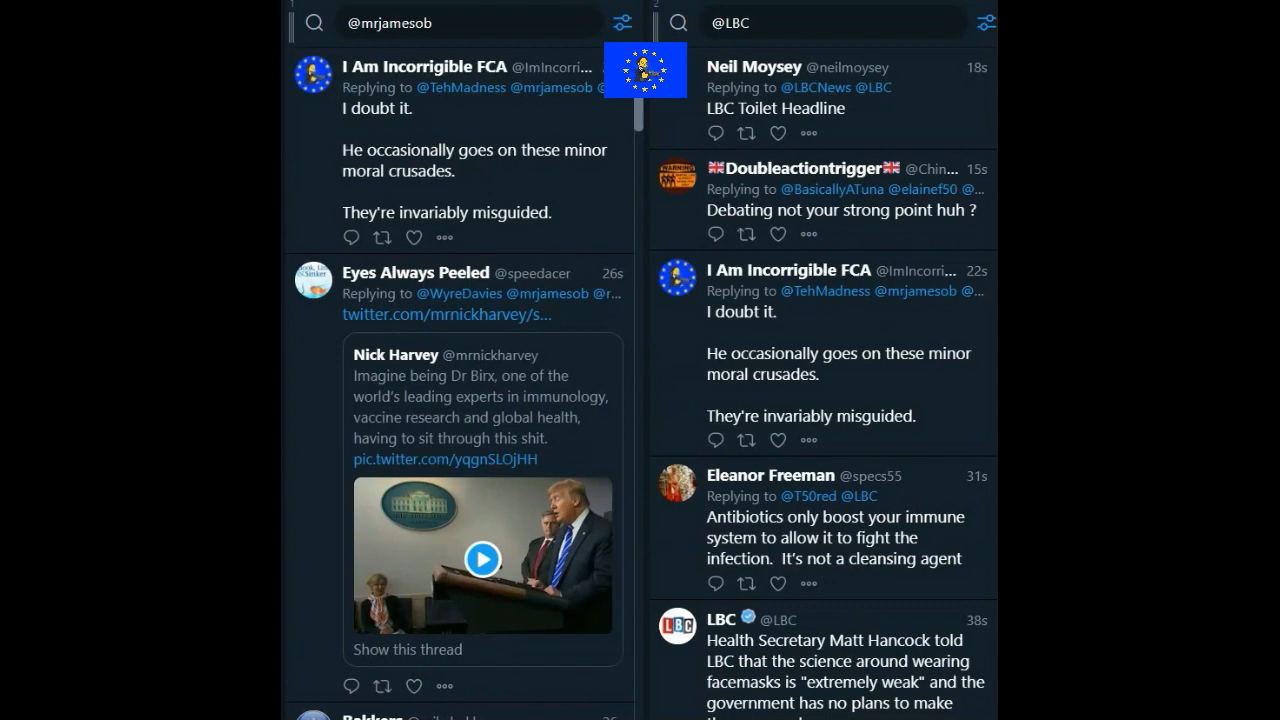 1
@mrjamesob
I Am Incorrigible FCA @ImIncorri...
Replying to @TehMadness @mrjamesob @
I doubt it.
He occasionally goes on these minor
moral crusades.
They're invariably misguided.
Eyes Always Peeled @speedacer 26s
Replying to @WyreDavies @mrjamesob @r...
twitter.com/mrnickharvey/s...
Nick Harvey @mrnickharvey
Imagine being Dr Birx, one of the
world's leading experts in immunology,
vaccine research and global health,
having to sit through this shit.
pic.twitter.com/yqgnSLOjHH
Show this thread
2
@LBC
Neil Moysey @neilmoysey 18s
Replying to @LBCNews @LBC
LBC Toilet Headline
Doubleactiontrigger @Chin... 15s
Replying to @BasicallyATuna @elainef50 @...
Debating not your strong point huh ?
I Am Incorrigible FCA @ImIncorri... 22s
Replying to @TehMadness @mrjamesob @...
I doubt it.
He occasionally goes on these minor
moral crusades.
They're invariably misguided.
Eleanor Freeman @specs55 31s
Replying to @T50red @LBC
Antibiotics only boost your immune
system to allow it to fight the
infection. It's not a cleansing agent
LBC @LBC 38s
LBC
Health Secretary Matt Hancock told
LBC that the science around wearing
facemasks is "extremely weak" and the
government has no plans to make